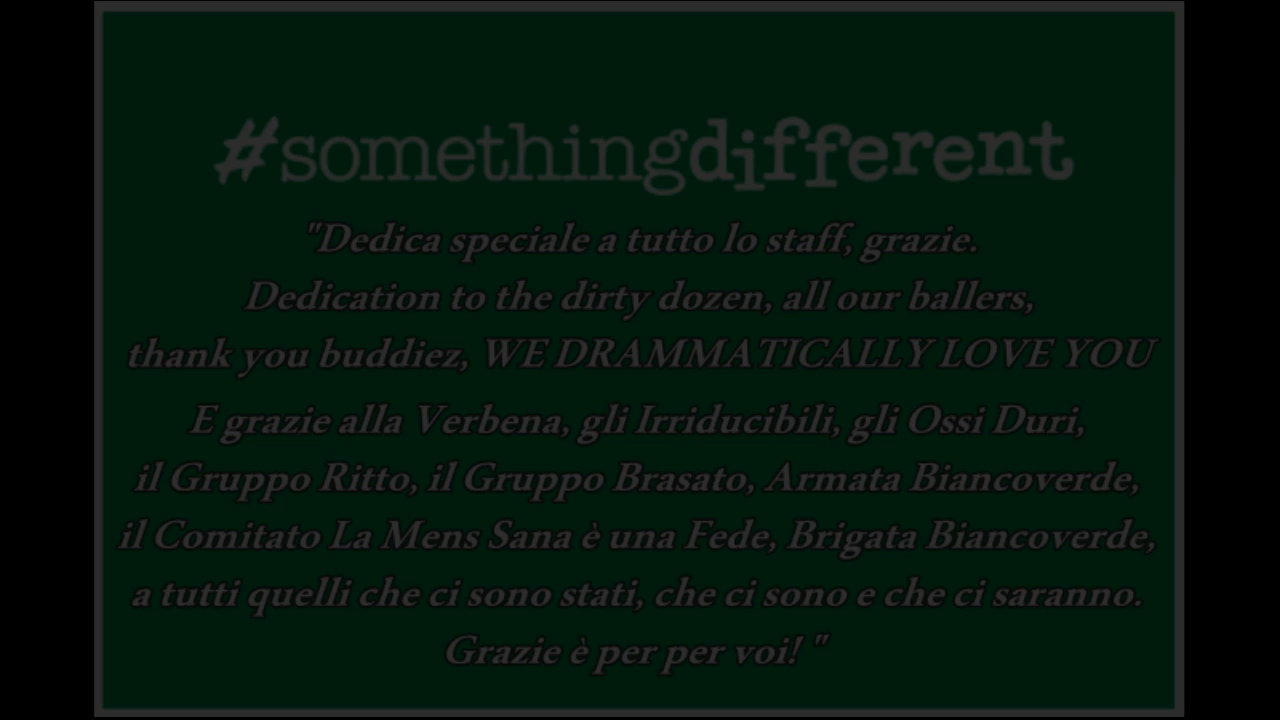 #somethingdifferent
"Dedica speciale a tutto lo staff, grazie.
Dedication to the dirty dozen, all our ballers,
thank you buddiez, WE DRAMMATICALLY LOVE YOU
E grazie alla Verbena, gli Irriducibili, gli Ossi Duri,
il Gruppo Ritto, il Gruppo Brasato, Armata Biancoverde,
il Comitato La Mens Sana è una Fede, Brigata Biancoverde,
a tutti quelli che ci sono stati, che ci sono e che ci saranno.
Grazie è per per voi! "